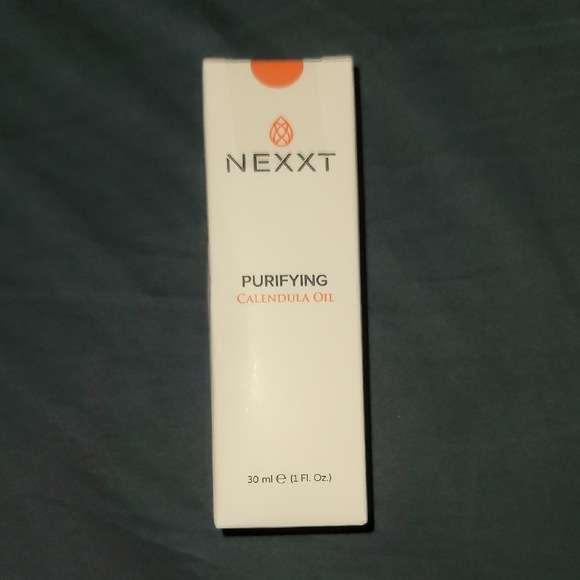 NEXXT
PURIFYING
CALENDULA OIL
30 ml ℮ (1 Fl. Oz.)